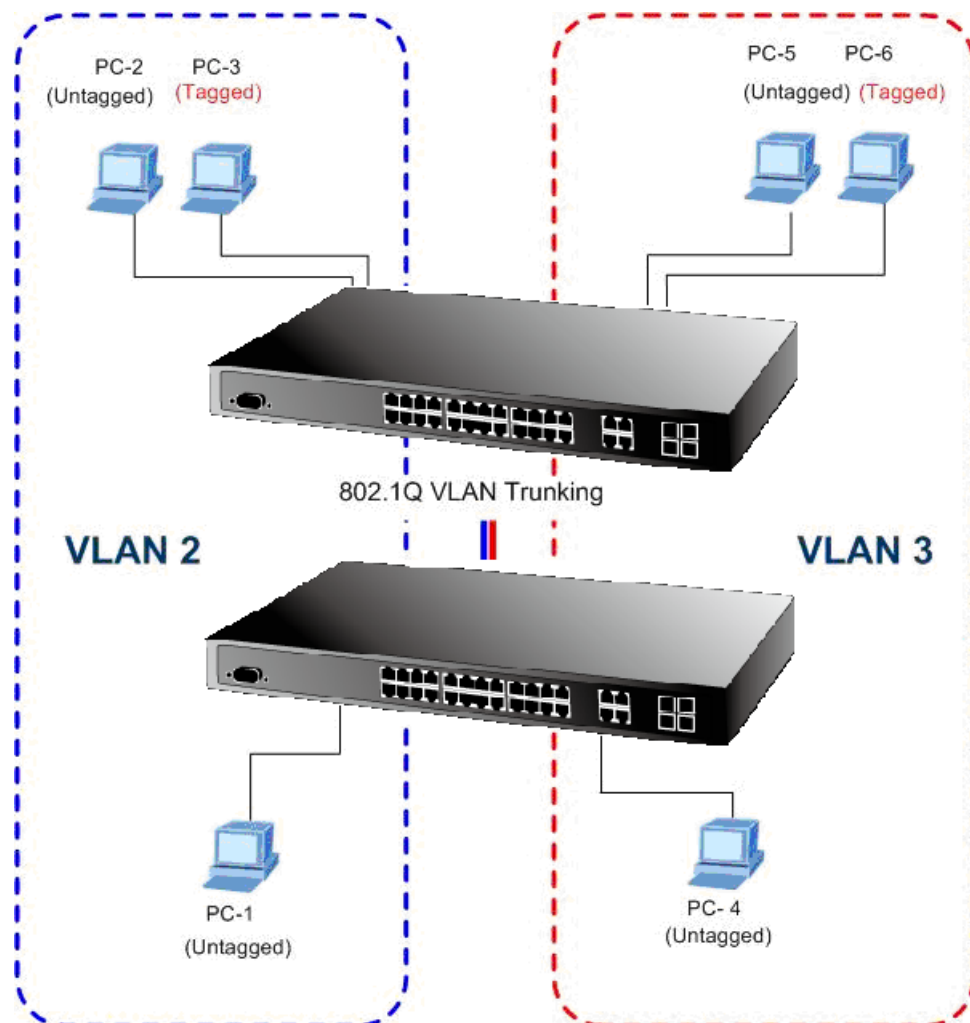 PC-2
(Untagged)
PC-3
(Tagged)
PC-5
(Untagged)
PC-6
(Tagged)
802.1Q VLAN Trunking
VLAN 2
VLAN 3
PC-1
(Untagged)
PC- 4
(Untagged)